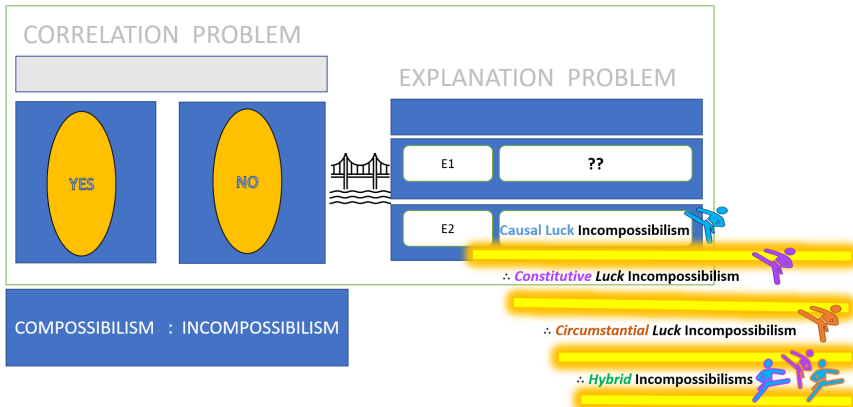 CORRELATION PROBLEM
EXPLANATION PROBLEM
YES
NO
E1
??
E2
Causal Luck Incompossibilism
∴ Constitutive Luck Incompossibilism
COMPOSSIBILISM : INCOMPOSSIBILISM
∴ Circumstantial Luck Incompossibilism
∴ Hybrid Incompossibilisms